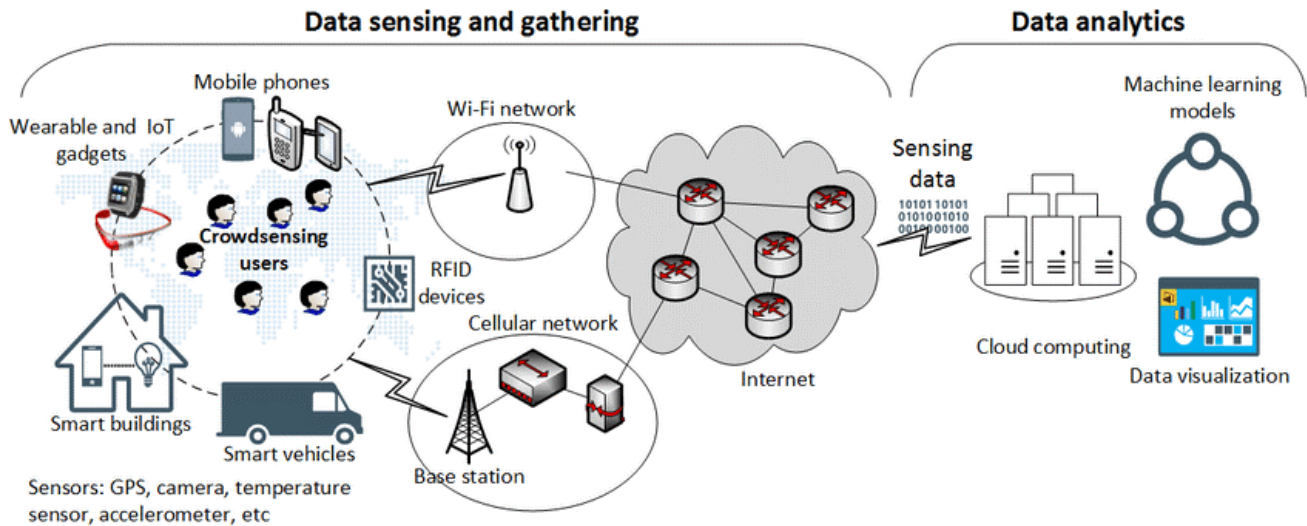 Data sensing and gathering
Data analytics
Mobile phones
Wearable and IoT
gadgets
Wi-Fi network
Machine learning
models
Sensing
data
10101 10101
0101001010
0010000100
Crowdsensing
users
RFID
devices
Cellular network
Internet
Cloud computing
Data visualization
Smart buildings
Smart vehicles
Base station
Sensors: GPS, camera, temperature
sensor, accelerometer, etc